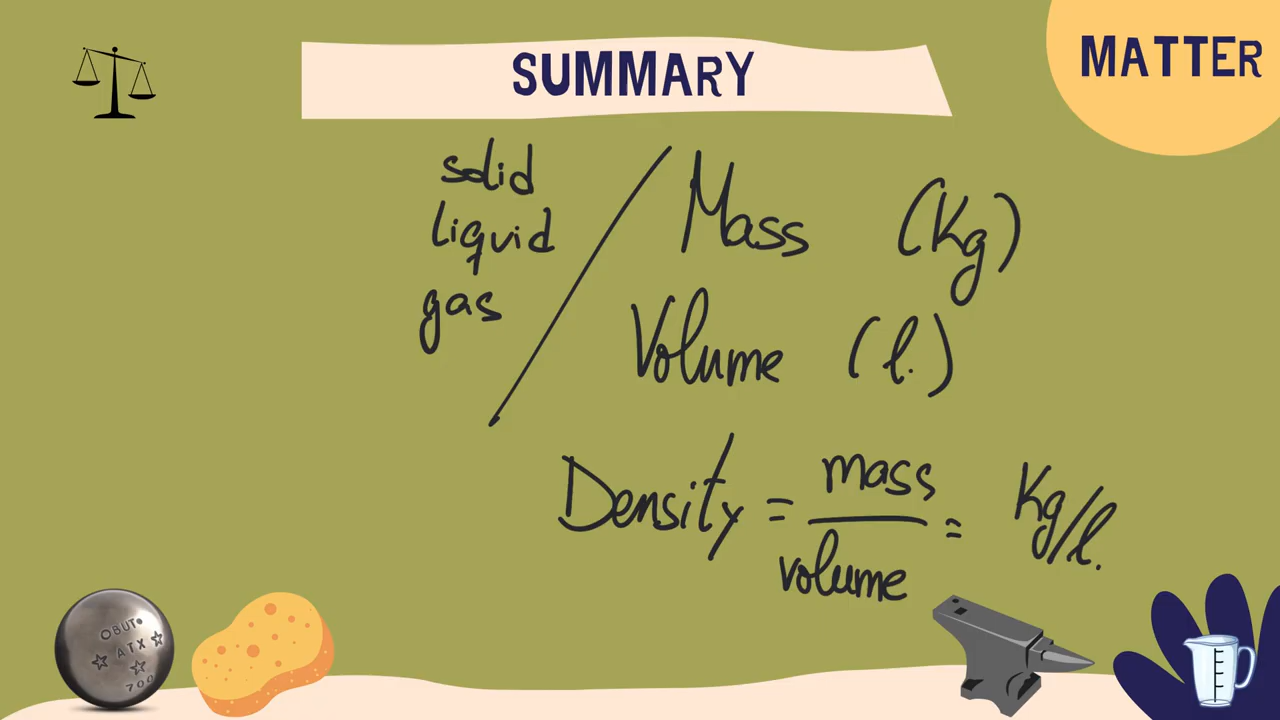 SUMMARY
MATTER
solid
liquid
gas
Mass (Kg)
Volume (l.)
Density = mass / volume = Kg/l.
OBUT
ATX
700